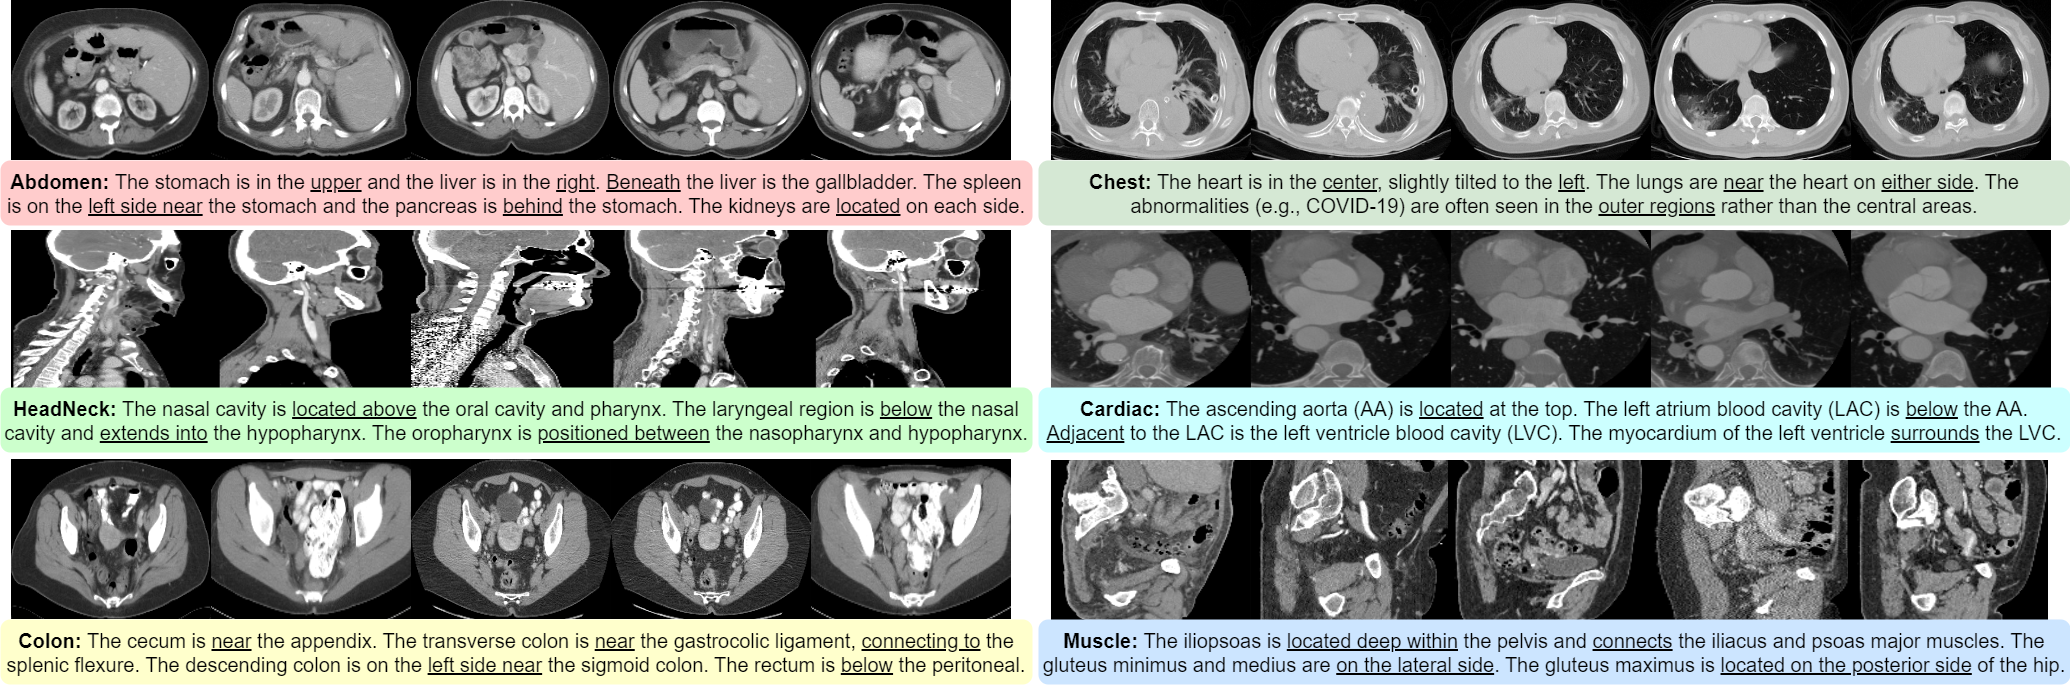 Abdomen: The stomach is in the upper and the liver is in the right. Beneath the liver is the gallbladder. The spleen
is on the left side near the stomach and the pancreas is behind the stomach. The kidneys are located on each side.
Chest: The heart is in the center, slightly tilted to the left. The lungs are near the heart on either side. The
abnormalities (e.g., COVID-19) are often seen in the outer regions rather than the central areas.
HeadNeck: The nasal cavity is located above the oral cavity and pharynx. The laryngeal region is below the nasal
cavity and extends into the hypopharynx. The oropharynx is positioned between the nasopharynx and hypopharynx.
Cardiac: The ascending aorta (AA) is located at the top. The left atrium blood cavity (LAC) is below the AA.
Adjacent to the LAC is the left ventricle blood cavity (LVC). The myocardium of the left ventricle surrounds the LVC.
Colon: The cecum is near the appendix. The transverse colon is near the gastrocolic ligament, connecting to the
splenic flexure. The descending colon is on the left side near the sigmoid colon. The rectum is below the peritoneal.
Muscle: The iliopsoas is located deep within the pelvis and connects the iliacus and psoas major muscles. The
gluteus minimus and medius are on the lateral side. The gluteus maximus is located on the posterior side of the hip.